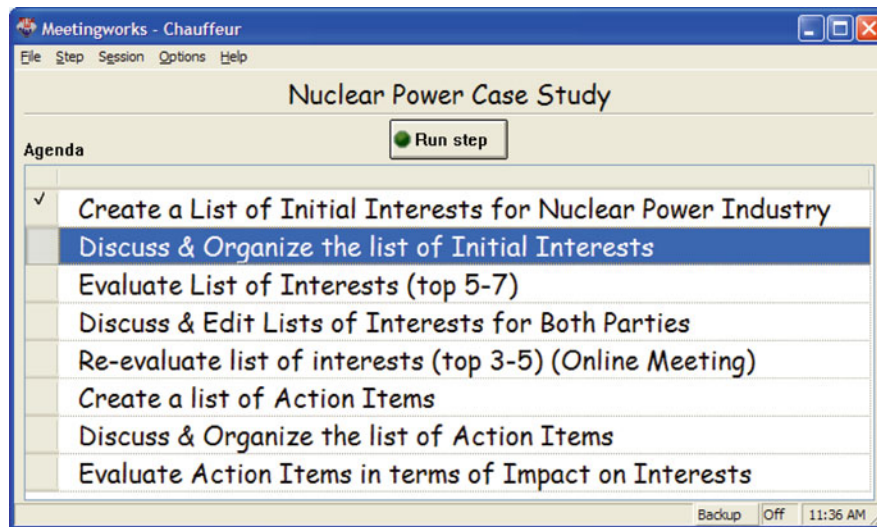 Meetingworks - Chauffeur
File Step Session Options Help
Nuclear Power Case Study
Run step
Agenda
√ Create a List of Initial Interests for Nuclear Power Industry
Discuss & Organize the list of Initial Interests
Evaluate List of Interests (top 5-7)
Discuss & Edit Lists of Interests for Both Parties
Re-evaluate list of interests (top 3-5) (Online Meeting)
Create a list of Action Items
Discuss & Organize the list of Action Items
Evaluate Action Items in terms of Impact on Interests
Backup Off 11:36 AM